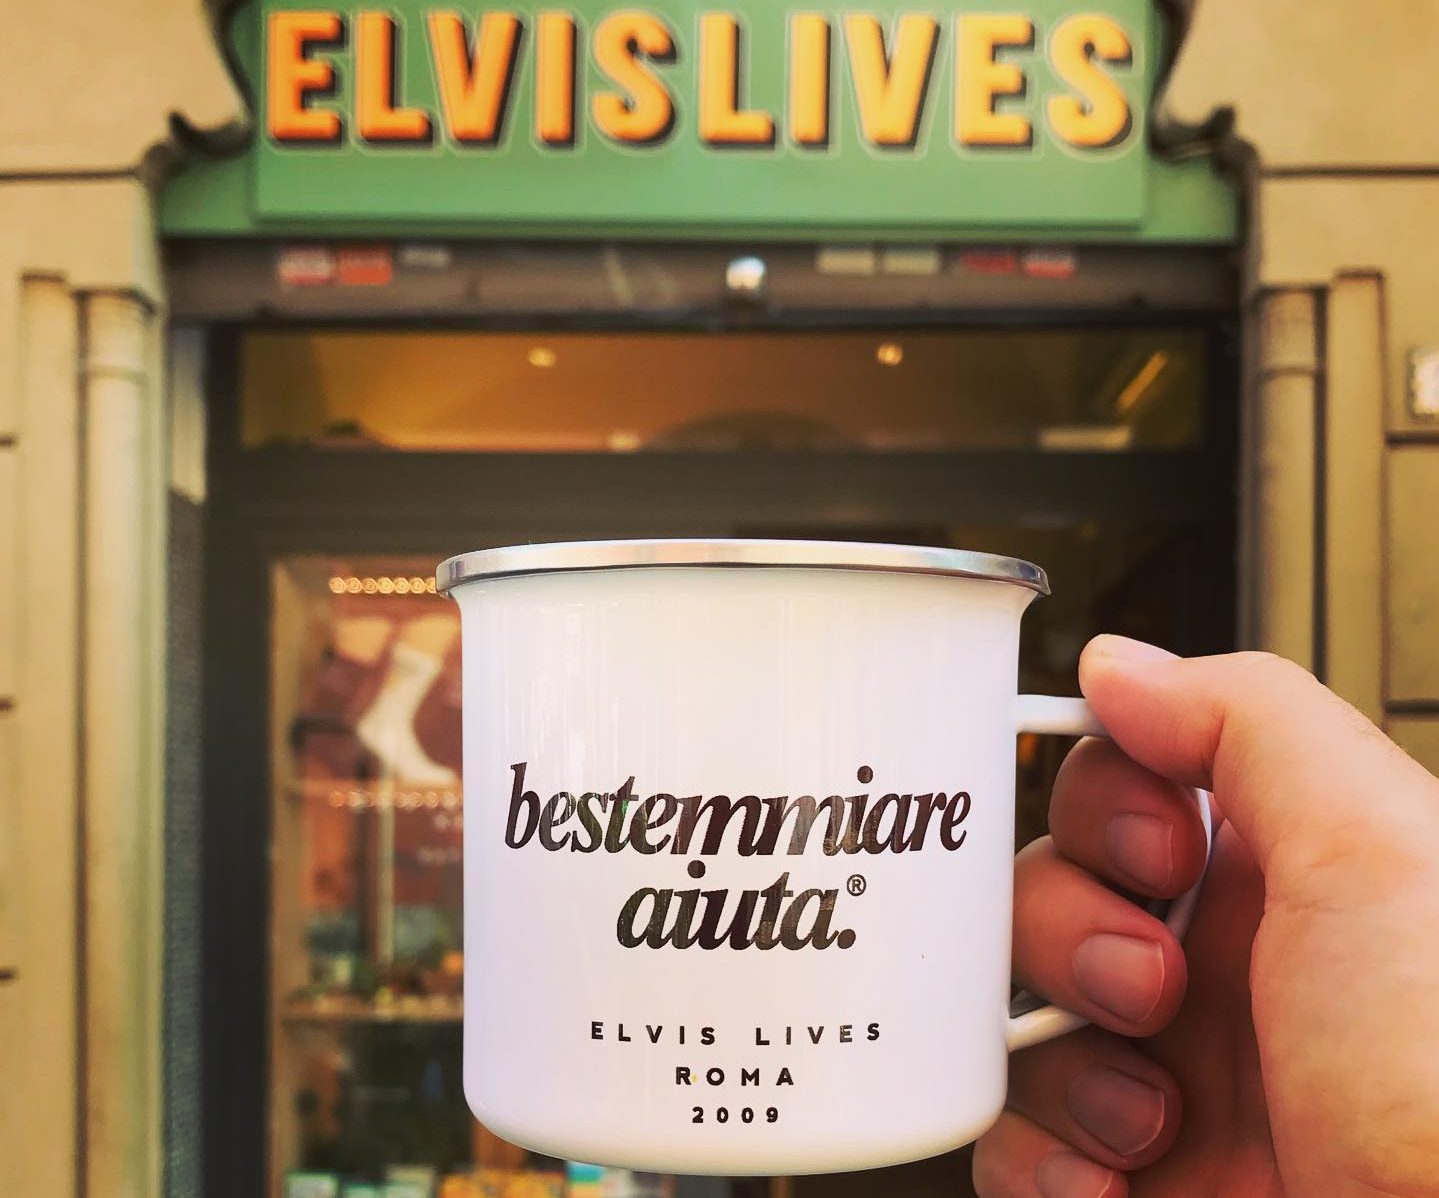 ELVISLIVES
bestemmiare
aiuta.®
ELVIS LIVES
ROMA
2009